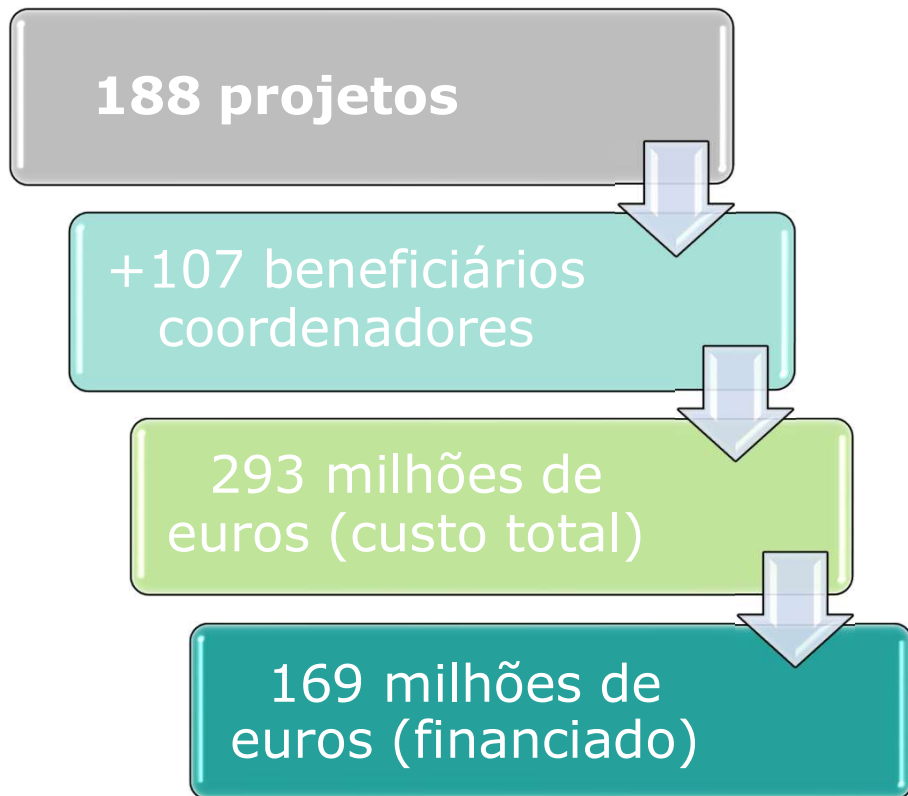 188 projetos
+107 beneficiários
coordenadores
293 milhões de
euros (custo total)
169 milhões de
euros (financiado)